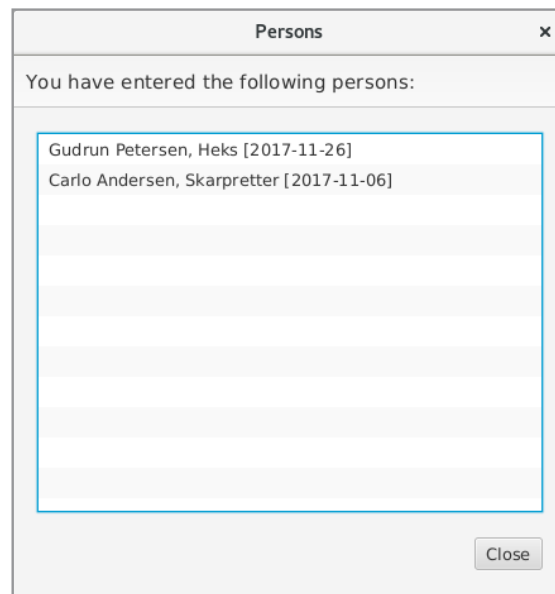 Persons
You have entered the following persons:
Gudrun Petersen, Heks [2017-11-26]
Carlo Andersen, Skarpretter [2017-11-06]
Close